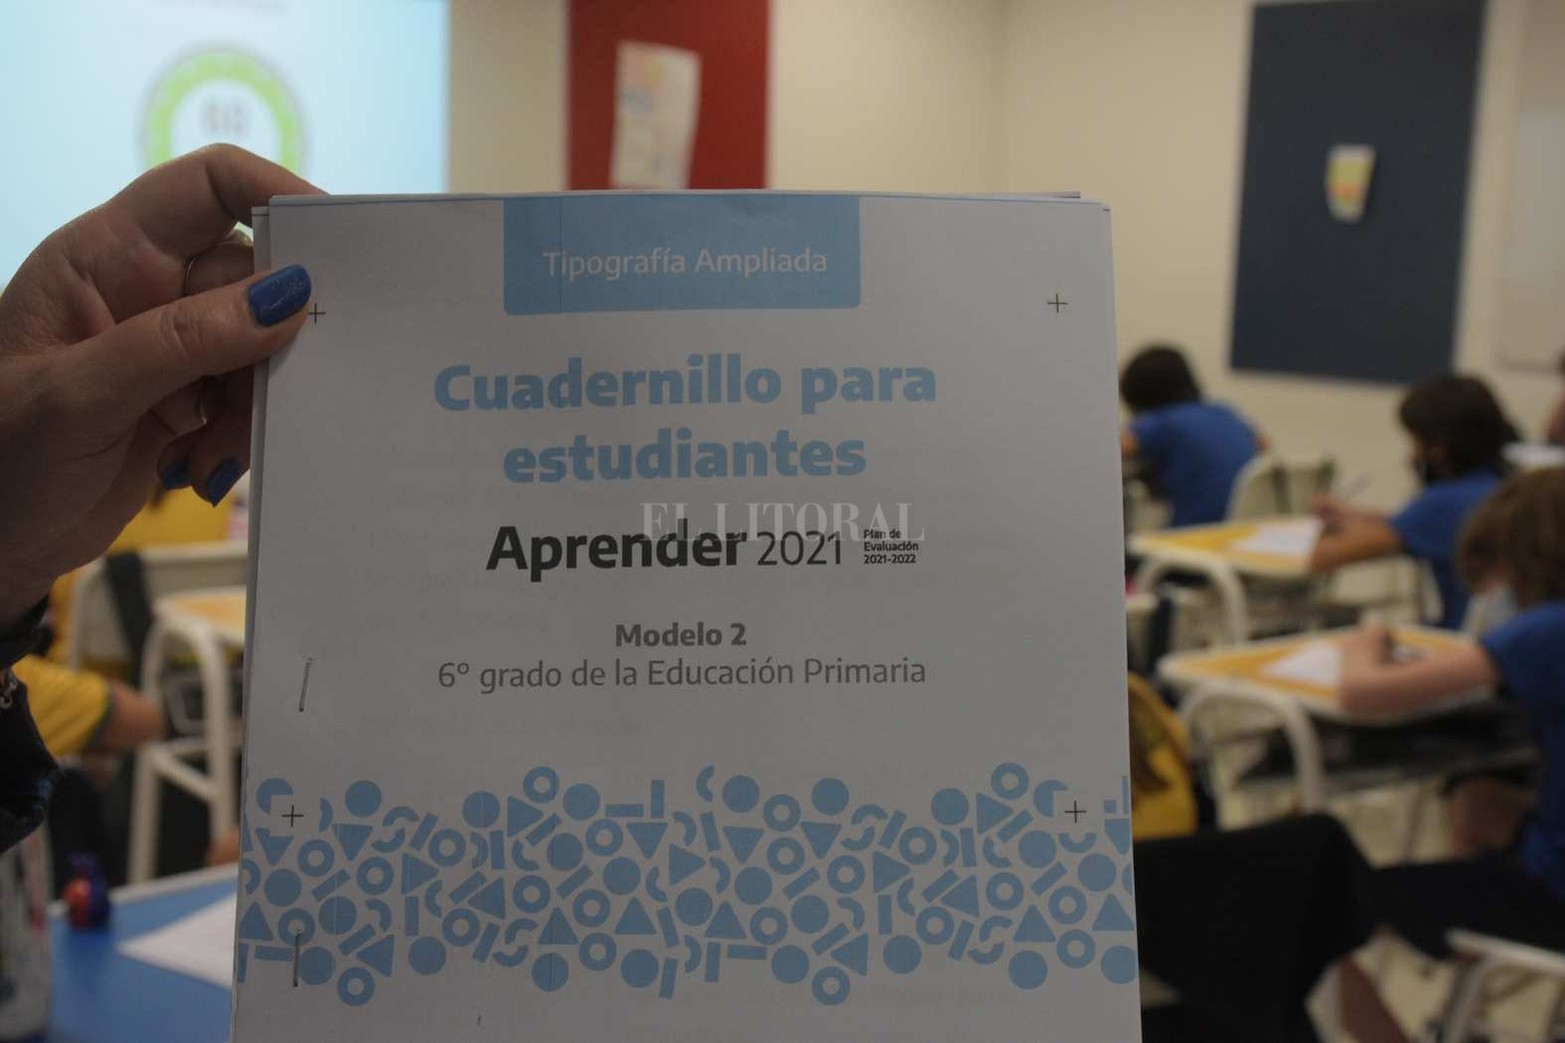 60
Tipografía Ampliada
Cuadernillo para
estudiantes
EL LITORAL
Aprender 2021
Plan de
Evaluación
2021-2022
Modelo 2
6° grado de la Educación Primaria